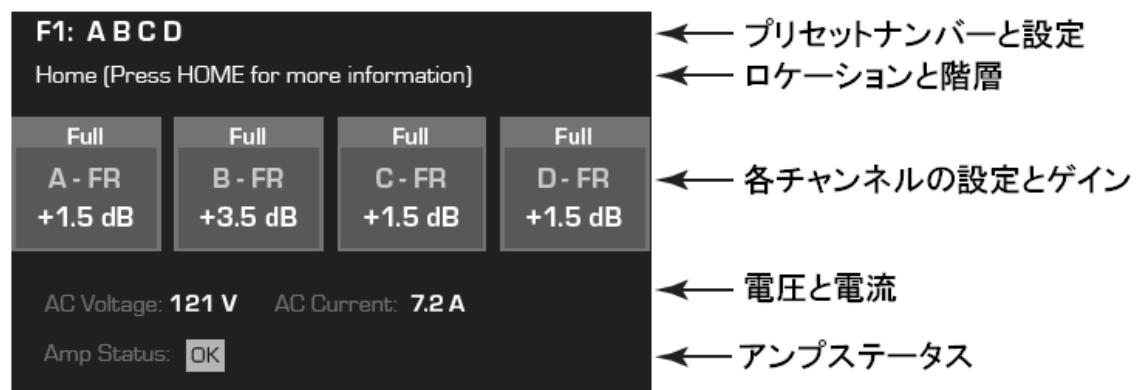 F1: A B C D
プリセットナンバーと設定
Home (Press HOME for more information)
ロケーションと階層
Full Full Full Full
A - FR B - FR C - FR D - FR
+1.5 dB +3.5 dB +1.5 dB +1.5 dB
各チャンネルの設定とゲイン
AC Voltage: 121 V AC Current: 7.2 A
電圧と電流
Amp Status: OK
アンプステータス